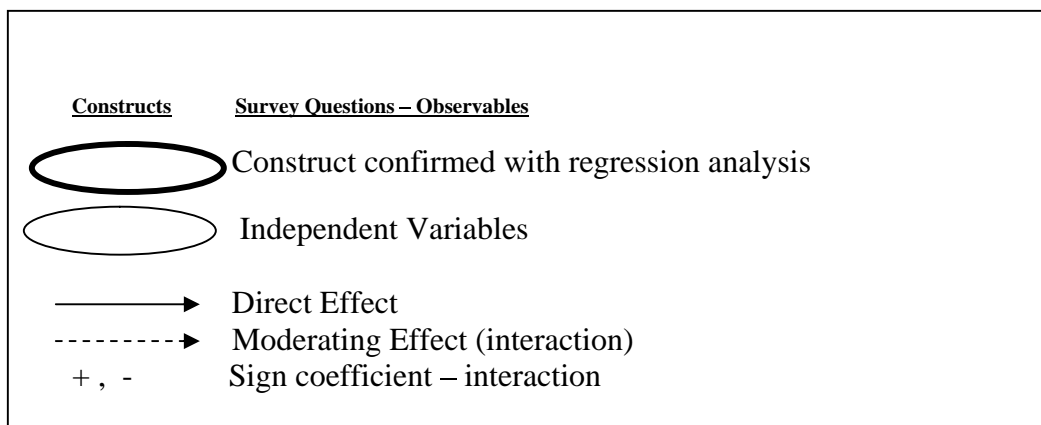 Constructs Survey Questions – Observables
Construct confirmed with regression analysis
Independent Variables
Direct Effect
Moderating Effect (interaction)
+ , - Sign coefficient – interaction